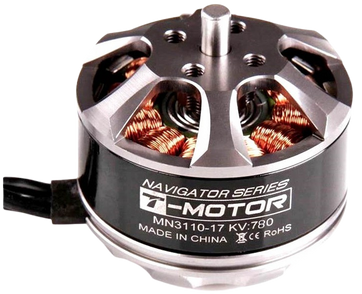 NAVIGATOR SERIES
T-MOTOR
MN3110-17 KV:780
MADE IN CHINA CE RoHS